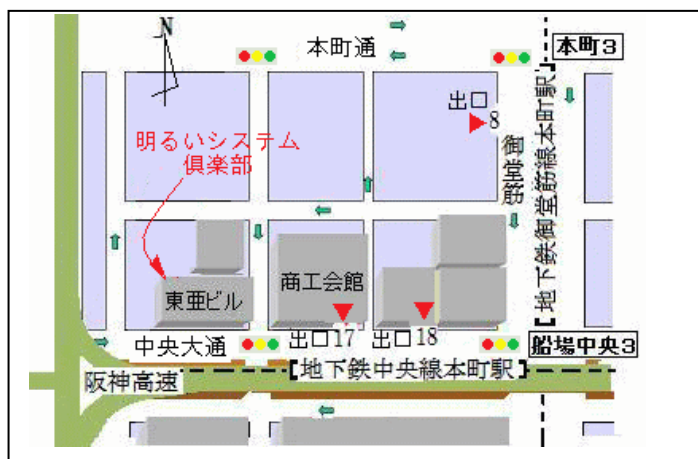 N
本町通
本町3
出口
8
明るいシステム
倶楽部
御堂筋
地下鉄御堂筋線本町駅
商工会館
東亜ビル
出口17
出口18
中央大通
船場中央3
地下鉄中央線本町駅
阪神高速